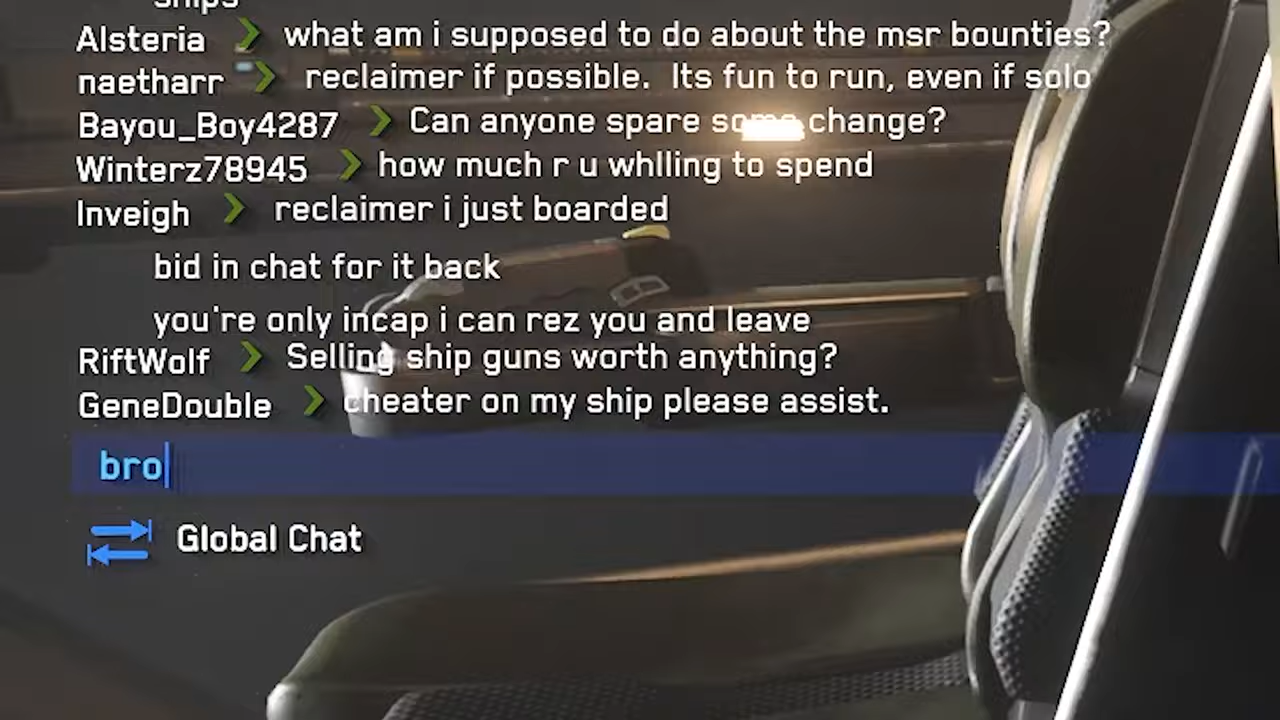 ships
Alsteria > what am i supposed to do about the msr bounties?
naetharr > reclaimer if possible. Its fun to run, even if solo
Bayou_Boy4287 > Can anyone spare some change?
Winterz78945 > how much r u whlling to spend
Inveigh > reclaimer i just boarded
bid in chat for it back
you're only incap i can rez you and leave
RiftWolf > Selling ship guns worth anything?
GeneDouble > cheater on my ship please assist.
bro
Global Chat